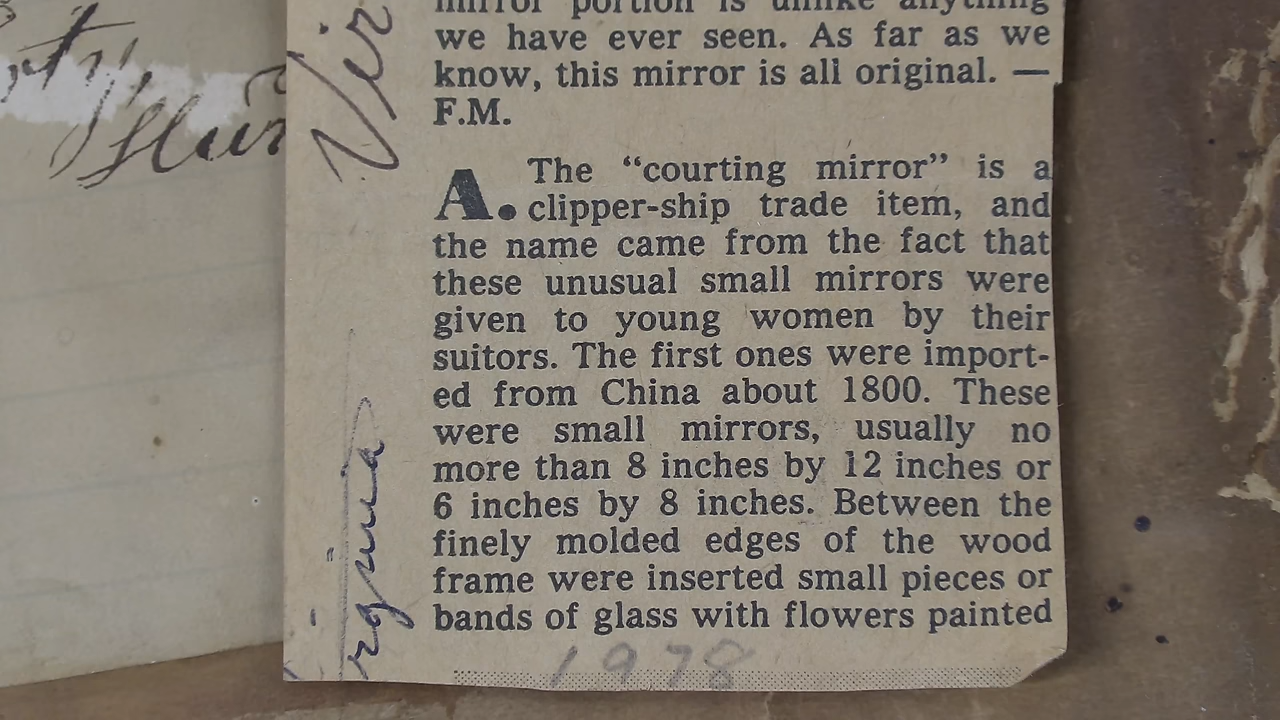 mirror portion is unlike anything
we have ever seen. As far as we
know, this mirror is all original. —
F.M.
A. The “courting mirror” is a
clipper-ship trade item, and
the name came from the fact that
these unusual small mirrors were
given to young women by their
suitors. The first ones were import-
ed from China about 1800. These
were small mirrors, usually no
more than 8 inches by 12 inches or
6 inches by 8 inches. Between the
finely molded edges of the wood
frame were inserted small pieces or
bands of glass with flowers painted
1978
Vir
rginia